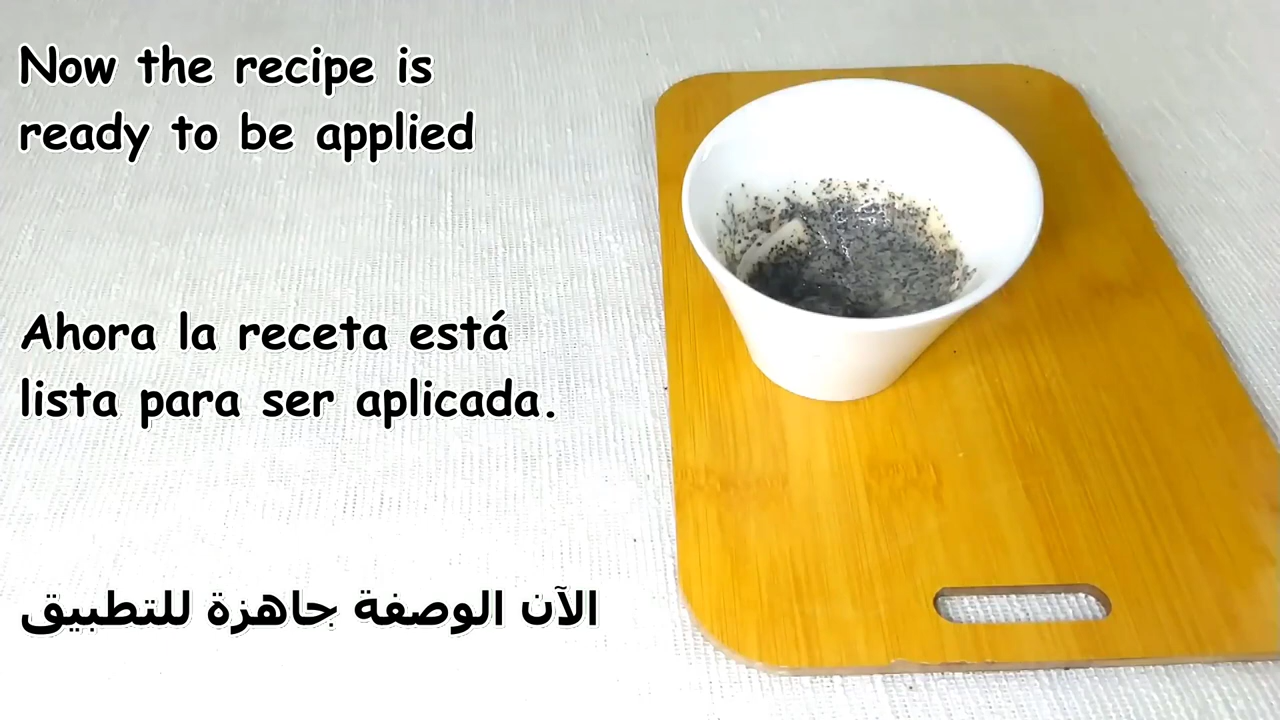 Now the recipe is
ready to be applied
Ahora la receta está
lista para ser aplicada.
الآن الوصفة جاهزة للتطبيق